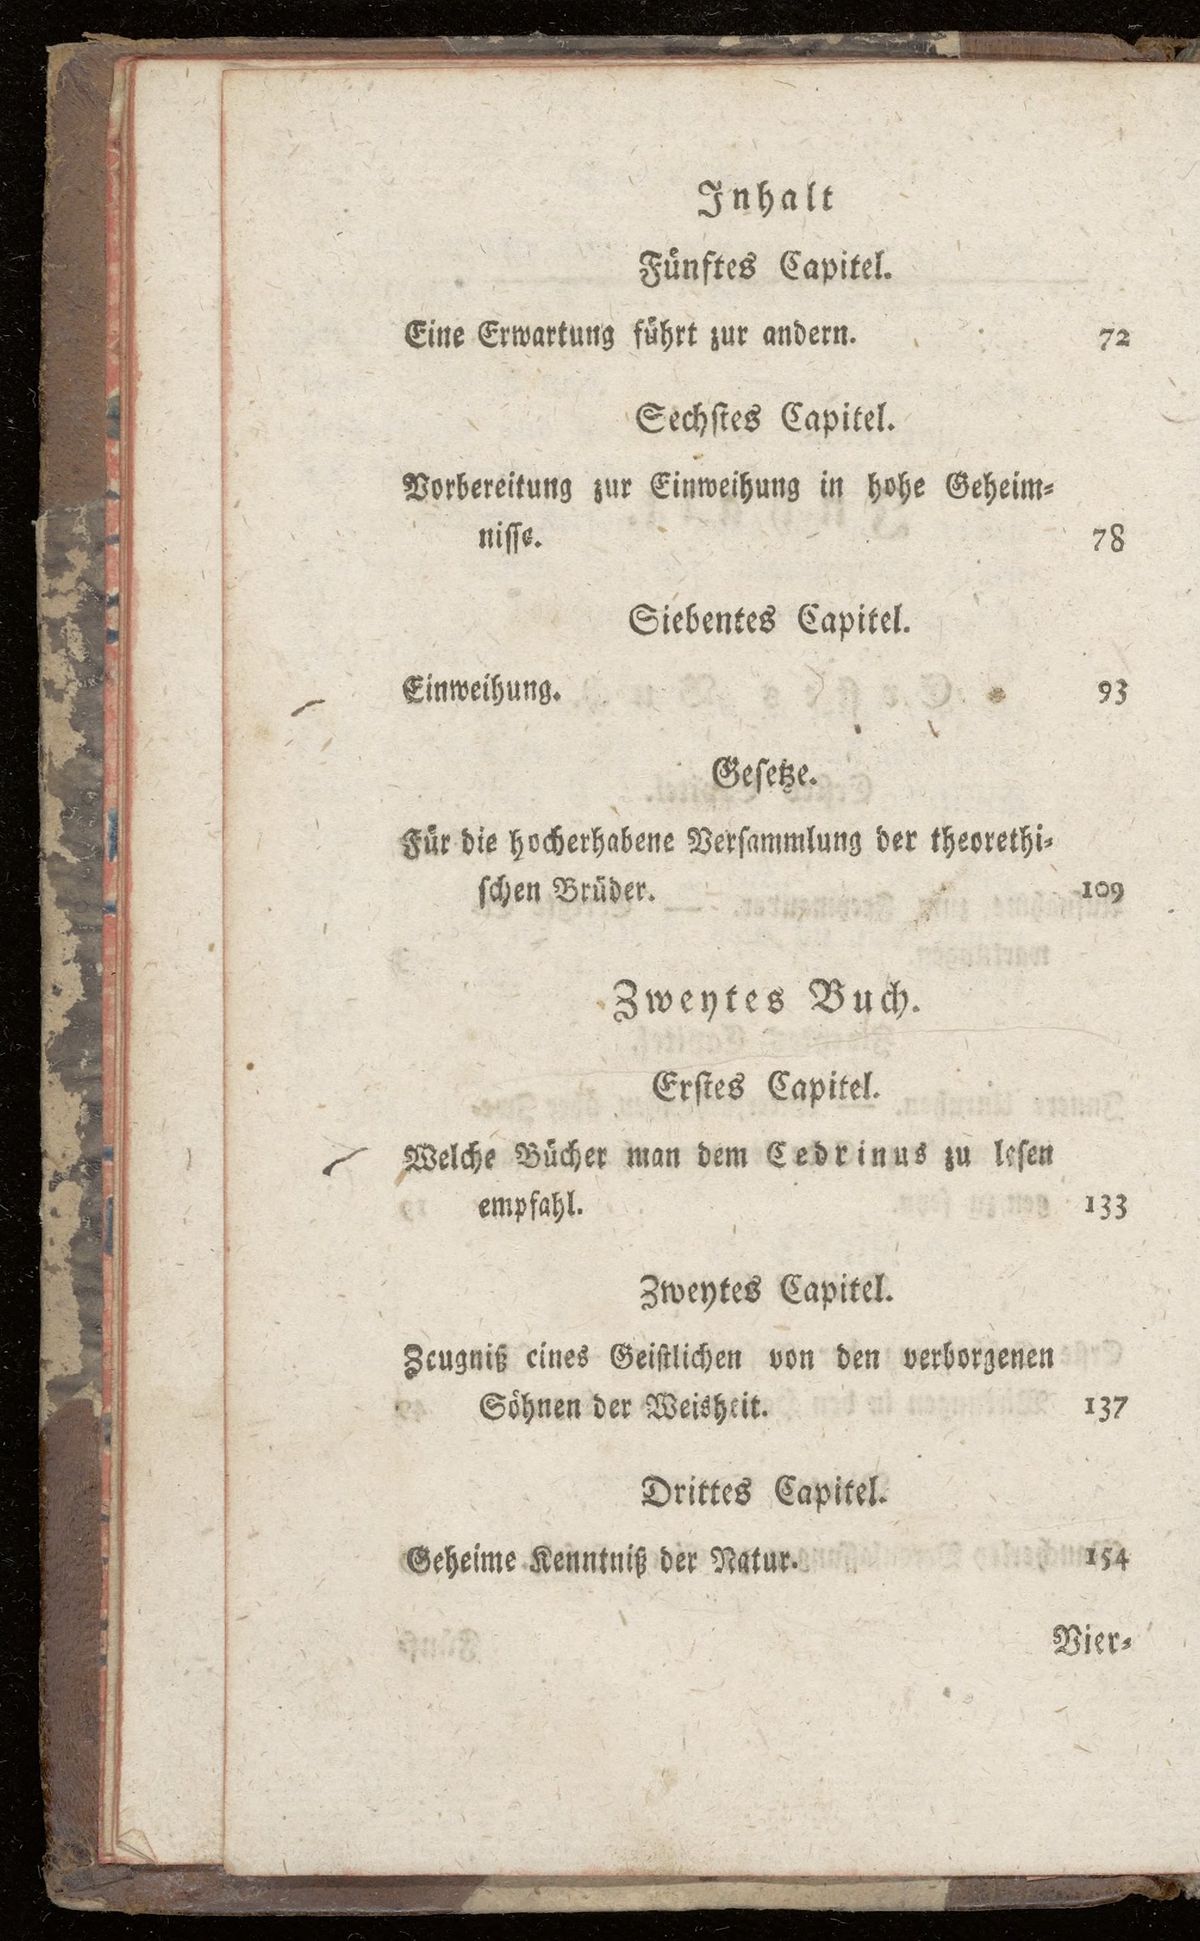 Inhalt
Fünftes Capitel.
Eine Erwartung führt zur andern. 72
Sechstes Capitel.
Vorbereitung zur Einweihung in hohe Geheim-
nisse. 78
Siebentes Capitel.
Einweihung. 93
Gesetze.
Für die hocherhabene Versammlung der theorethi-
schen Brüder. 109
Zweytes Buch.
Erstes Capitel.
Welche Bücher man dem Cedrinus zu lesen
empfahl. 133
Zweytes Capitel.
Zeugniß eines Geistlichen von den verborgenen
Söhnen der Weisheit. 137
Drittes Capitel.
Geheime Kenntniß der Natur. 154
Vier-